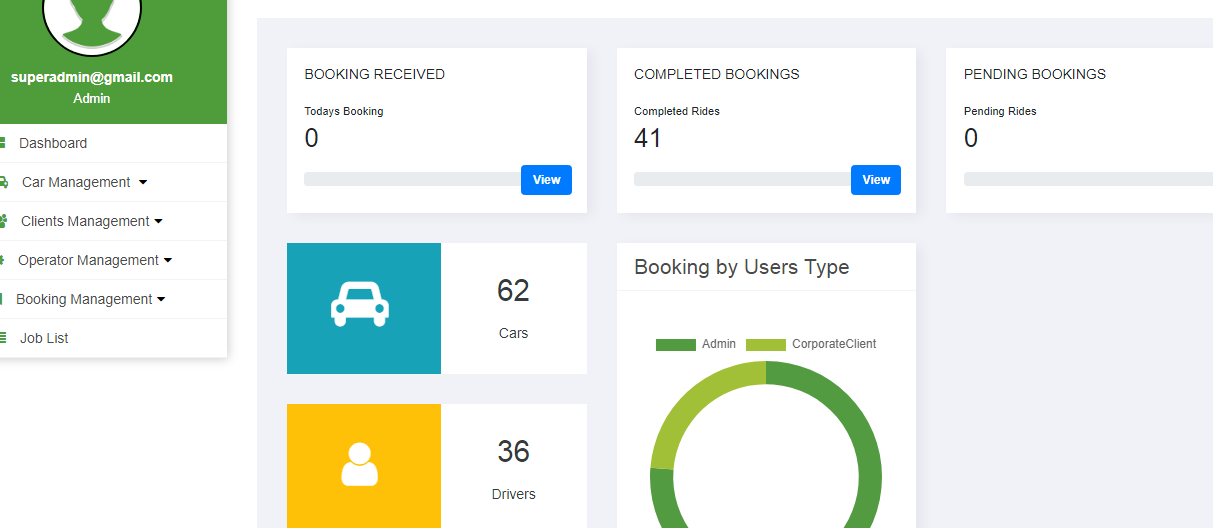 superadmin@gmail.com
Admin
Dashboard
Car Management
Clients Management
Operator Management
Booking Management
Job List
BOOKING RECEIVED
Todays Booking
0
View
COMPLETED BOOKINGS
Completed Rides
41
View
PENDING BOOKINGS
Pending Rides
0
62
Cars
36
Drivers
Booking by Users Type
Admin
CorporateClient